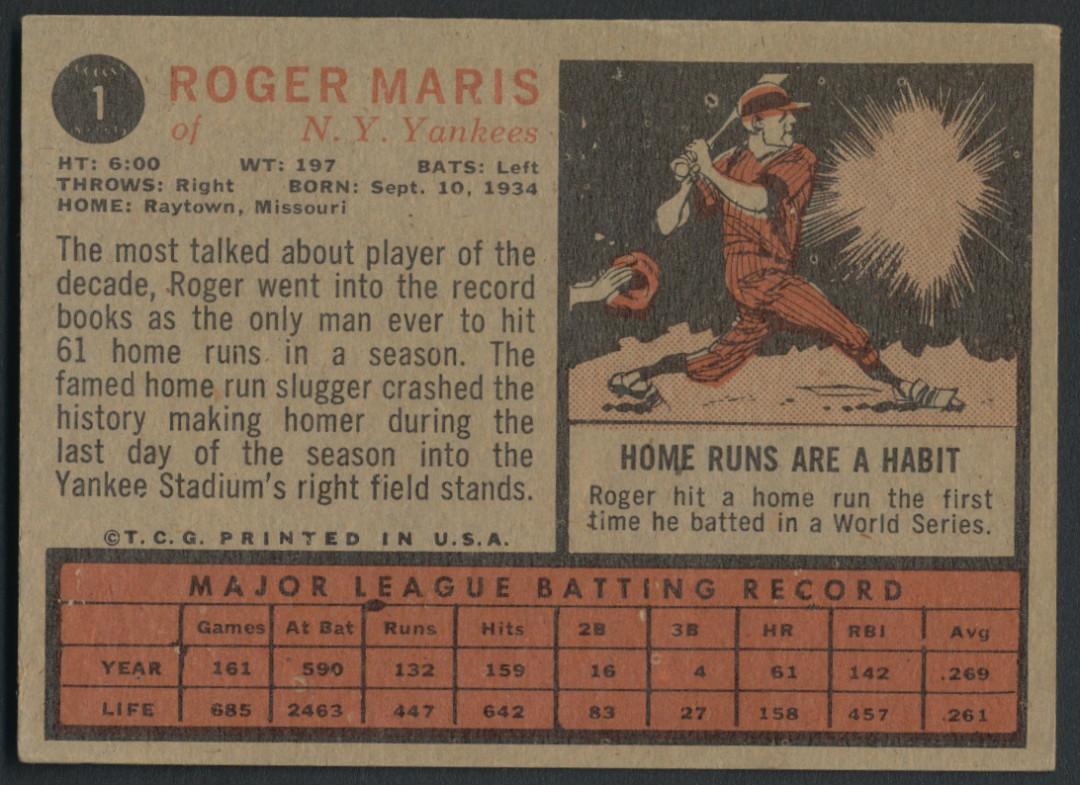 1
ROGER MARIS
of N. Y. Yankees
HT: 6:00 WT: 197 BATS: Left
THROWS: Right BORN: Sept. 10, 1934
HOME: Raytown, Missouri
The most talked about player of the
decade, Roger went into the record
books as the only man ever to hit
61 home runs in a season. The
famed home run slugger crashed the
history making homer during the
last day of the season into the
Yankee Stadium's right field stands.
©T.C.G. PRINTED IN U.S.A.
HOME RUNS ARE A HABIT
Roger hit a home run the first
time he batted in a World Series.
MAJOR LEAGUE BATTING RECORD
Games At Bat Runs Hits 2B 3B HR RBI Avg
YEAR 161 590 132 159 16 4 61 142 .269
LIFE 685 2463 447 642 83 27 158 457 .261